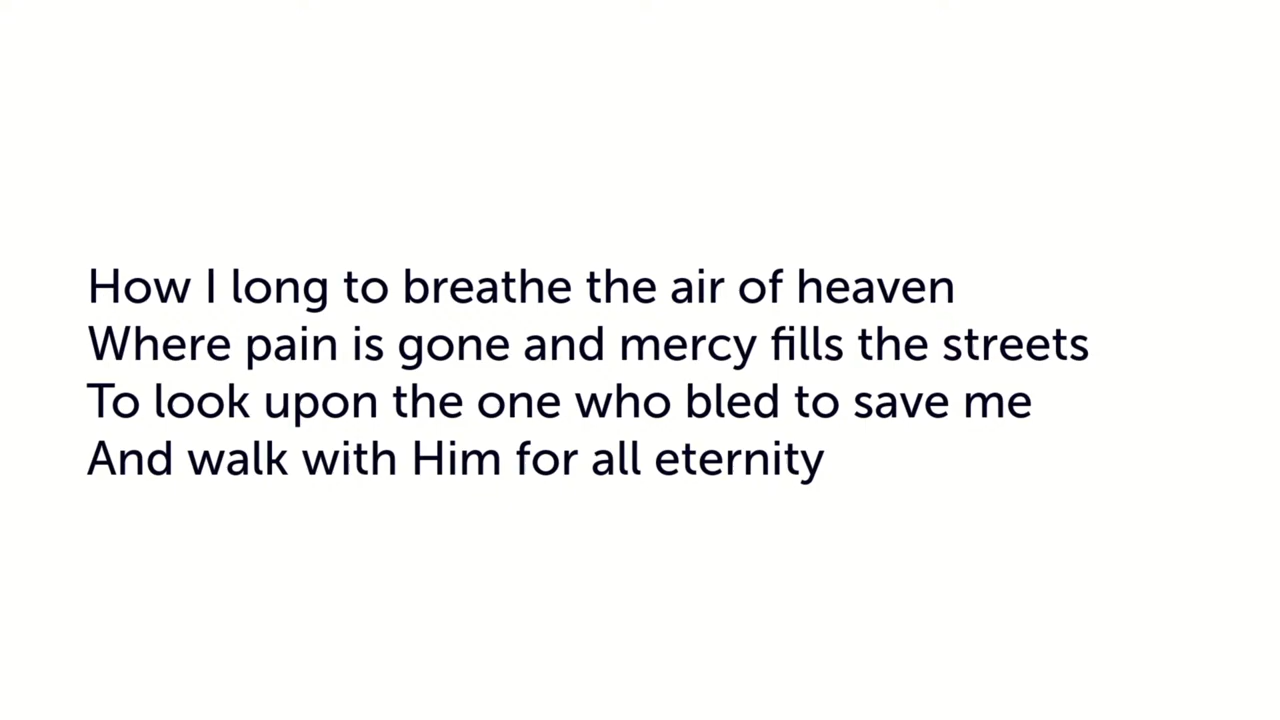 How I long to breathe the air of heaven
Where pain is gone and mercy fills the streets
To look upon the one who bled to save me
And walk with Him for all eternity